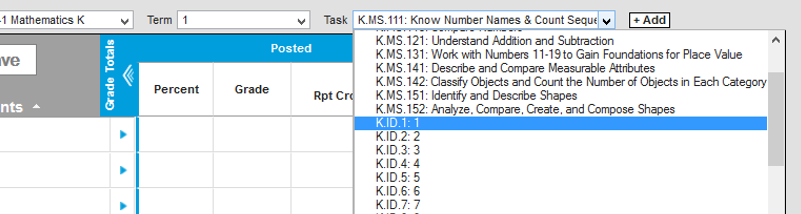 -1 Mathematics K Term 1 Task K.MS.111: Know Number Names & Count Seque + Add
K.MS.121: Understand Addition and Subtraction
K.MS.131: Work with Numbers 11-19 to Gain Foundations for Place Value
K.MS.141: Describe and Compare Measurable Attributes
K.MS.142: Classify Objects and Count the Number of Objects in Each Category
K.MS.151: Identify and Describe Shapes
K.MS.152: Analyze, Compare, Create, and Compose Shapes
K.ID.1: 1
K.ID.2: 2
K.ID.3: 3
K.ID.4: 4
K.ID.5: 5
K.ID.6: 6
K.ID.7: 7
ve
nts
Grade Totals
Posted
Percent Grade Rpt Crd